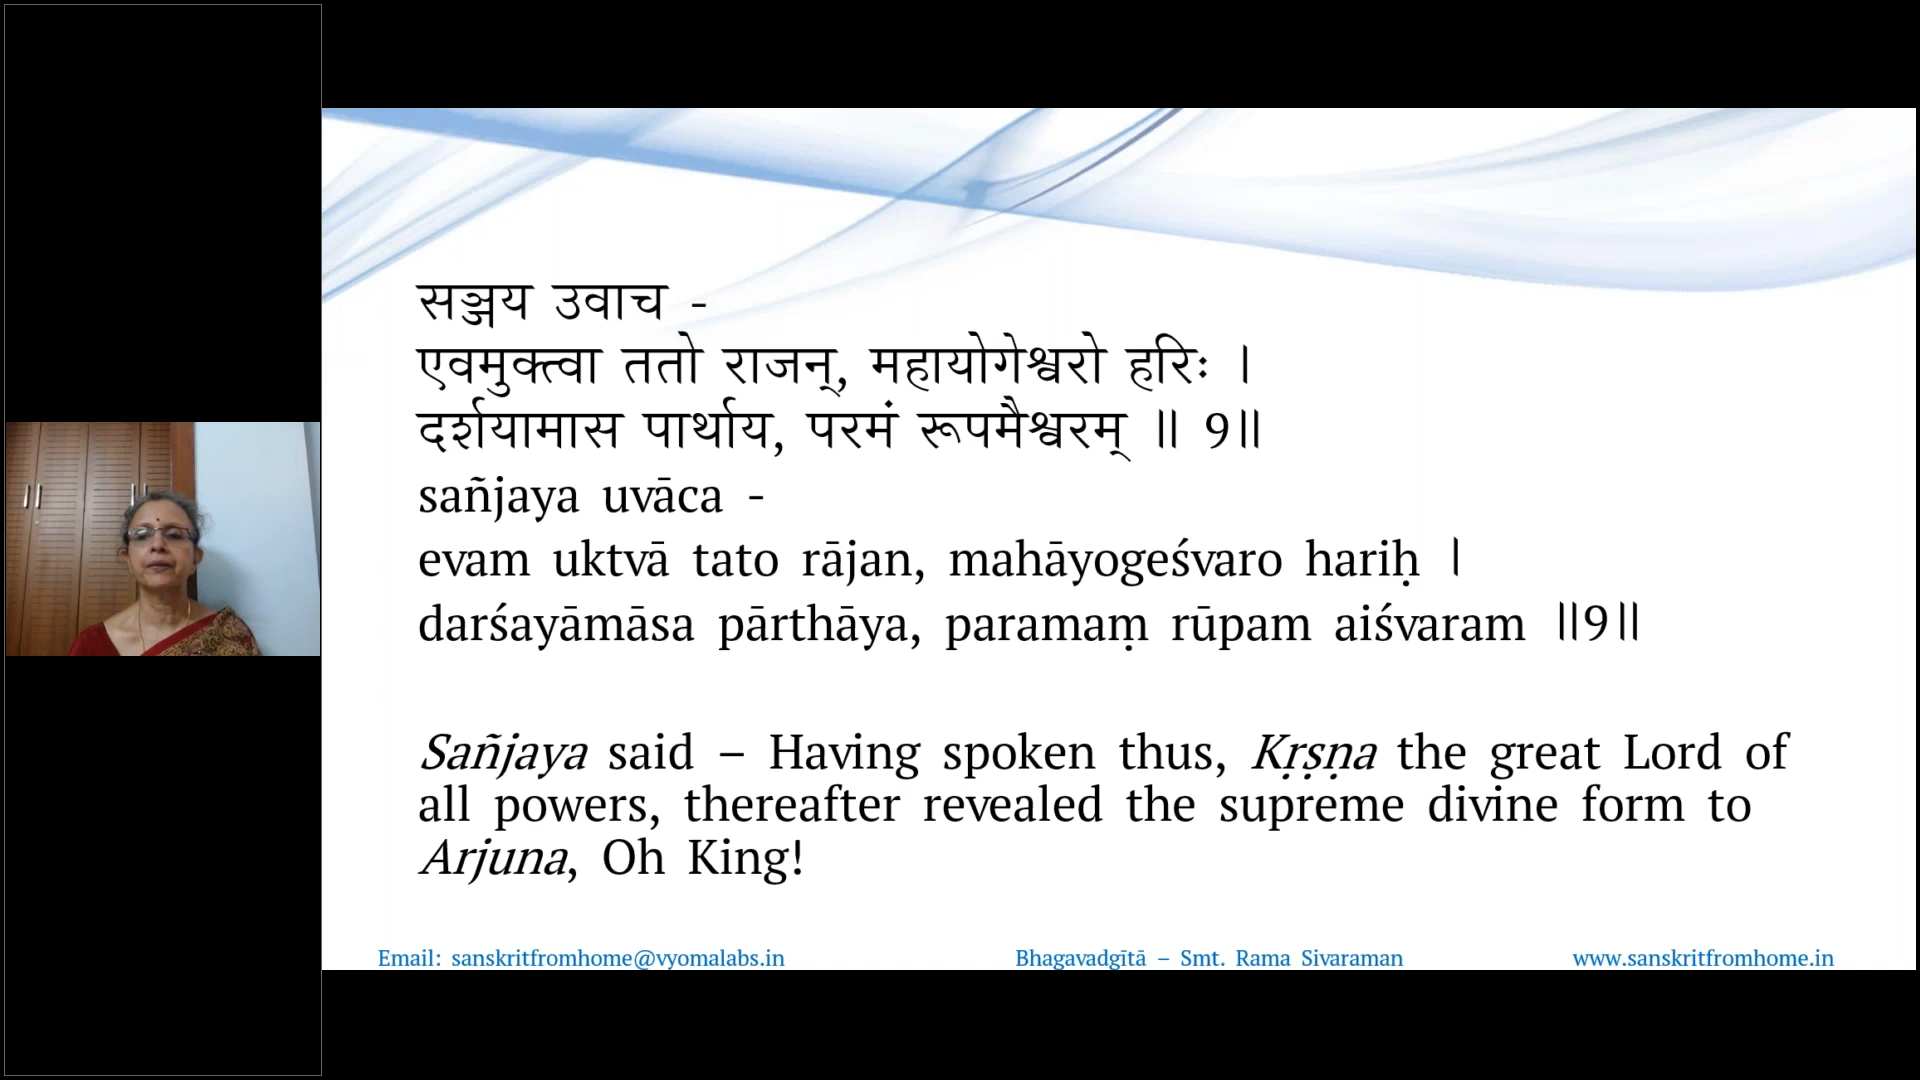 सञ्जय उवाच -
एवमुक्त्वा ततो राजन्, महायोगेश्वरो हरिः ।
दर्शयामास पार्थाय, परमं रूपमैश्वरम् ॥ 9॥
sañjaya uvāca -
evam uktvā tato rājan, mahāyogeśvaro hariḥ ।
darśayāmāsa pārthāya, paramaṃ rūpam aiśvaram ॥9॥
Sañjaya said – Having spoken thus, Kṛṣṇa the great Lord of
all powers, thereafter revealed the supreme divine form to
Arjuna, Oh King!
Email: sanskritfromhome@vyomalabs.in Bhagavadgītā – Smt. Rama Sivaraman www.sanskritfromhome.in